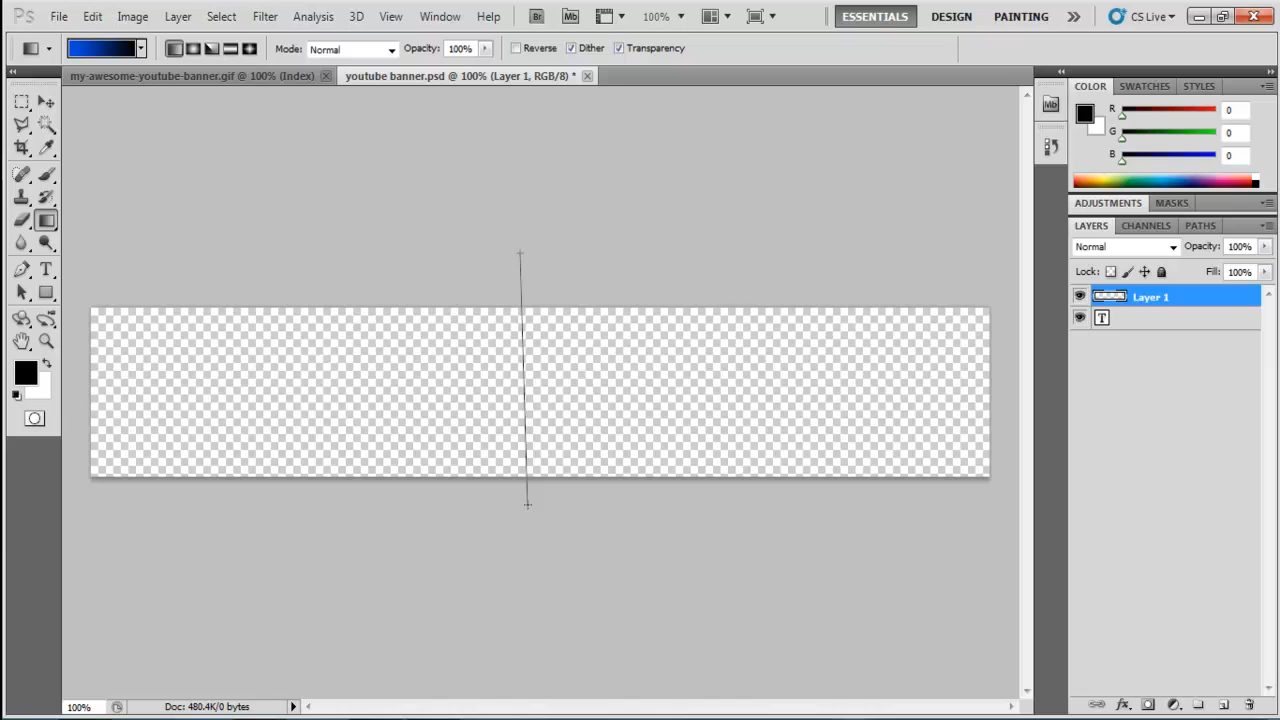 Ps File Edit Image Layer Select Filter Analysis 3D View Window Help Br Mb 100% ESSENTIALS DESIGN PAINTING CS Live
Mode: Normal Opacity: 100% Reverse Dither Transparency
my-awesome-youtube-banner.gif @ 100% (Index) youtube banner.psd @ 100% (Layer 1, RGB/8) *
Mb
COLOR SWATCHES STYLES
R 0
G 0
B 0
ADJUSTMENTS MASKS
LAYERS CHANNELS PATHS
Normal Opacity: 100%
Lock: Fill: 100%
Layer 1
T
T
100% Doc: 480.4K/0 bytes
fx